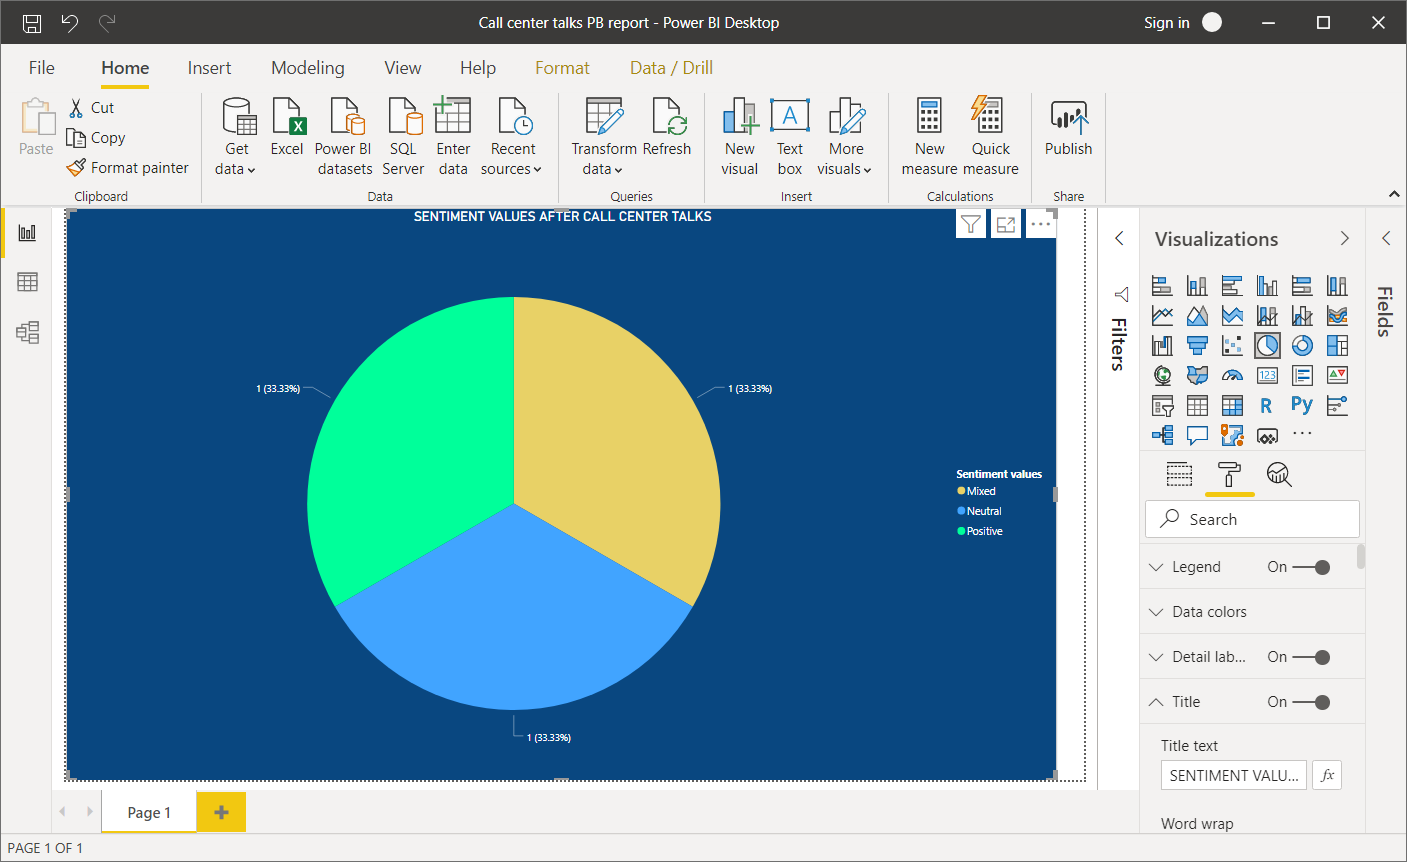 Call center talks PB report - Power BI Desktop
Sign in
File Home Insert Modeling View Help Format Data / Drill
Paste
Cut
Copy
Format painter
Clipboard
Get data
Excel
Power BI datasets
SQL Server
Enter data
Recent sources
Data
Transform data
Refresh
Queries
New visual
A
Text box
More visuals
Insert
New measure
Quick measure
Calculations
Publish
Share
SENTIMENT VALUES AFTER CALL CENTER TALKS
1 (33.33%)
1 (33.33%)
1 (33.33%)
Sentiment values
Mixed
Neutral
Positive
Filters
Visualizations
123
R Py
Search
Legend On
Data colors
Detail lab... On
Title On
Title text
SENTIMENT VALU... fx
Word wrap
Fields
Page 1
PAGE 1 OF 1